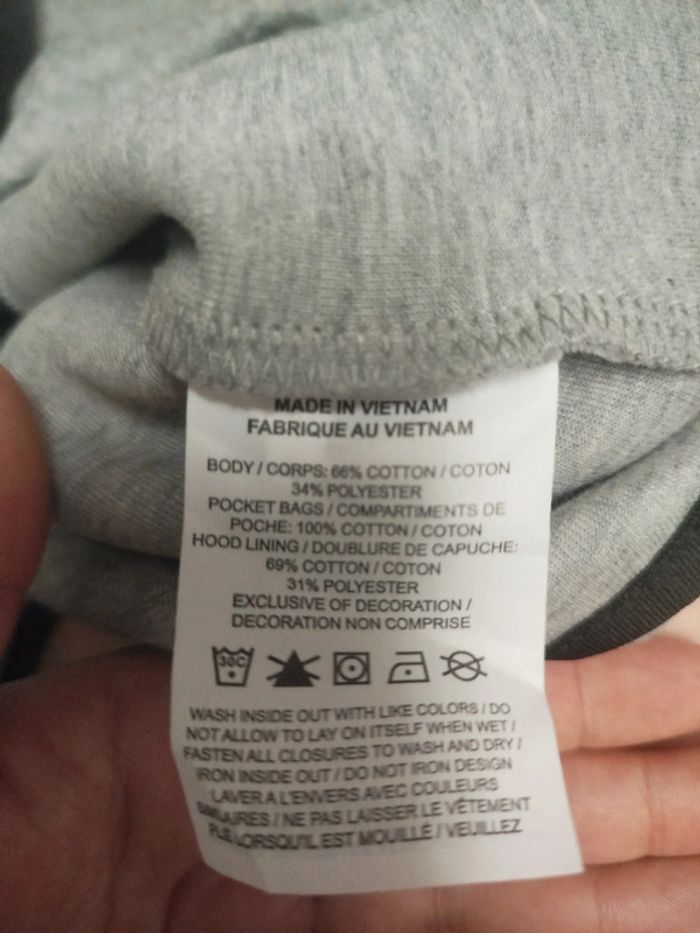 MADE IN VIETNAM
FABRIQUE AU VIETNAM
BODY / CORPS: 66% COTTON / COTON
34% POLYESTER
POCKET BAGS / COMPARTIMENTS DE
POCHE: 100% COTTON / COTON
HOOD LINING / DOUBLURE DE CAPUCHE:
69% COTTON / COTON
31% POLYESTER
EXCLUSIVE OF DECORATION /
DECORATION NON COMPRISE
30C
WASH INSIDE OUT WITH LIKE COLORS / DO
NOT ALLOW TO LAY ON ITSELF WHEN WET /
FASTEN ALL CLOSURES TO WASH AND DRY /
IRON INSIDE OUT / DO NOT IRON DESIGN
LAVER A L'ENVERS AVEC COULEURS
SIMILAIRES / NE PAS LAISSER LE VÊTEMENT
PLIÉ LORSQU'IL EST MOUILLÉ / VEUILLEZ